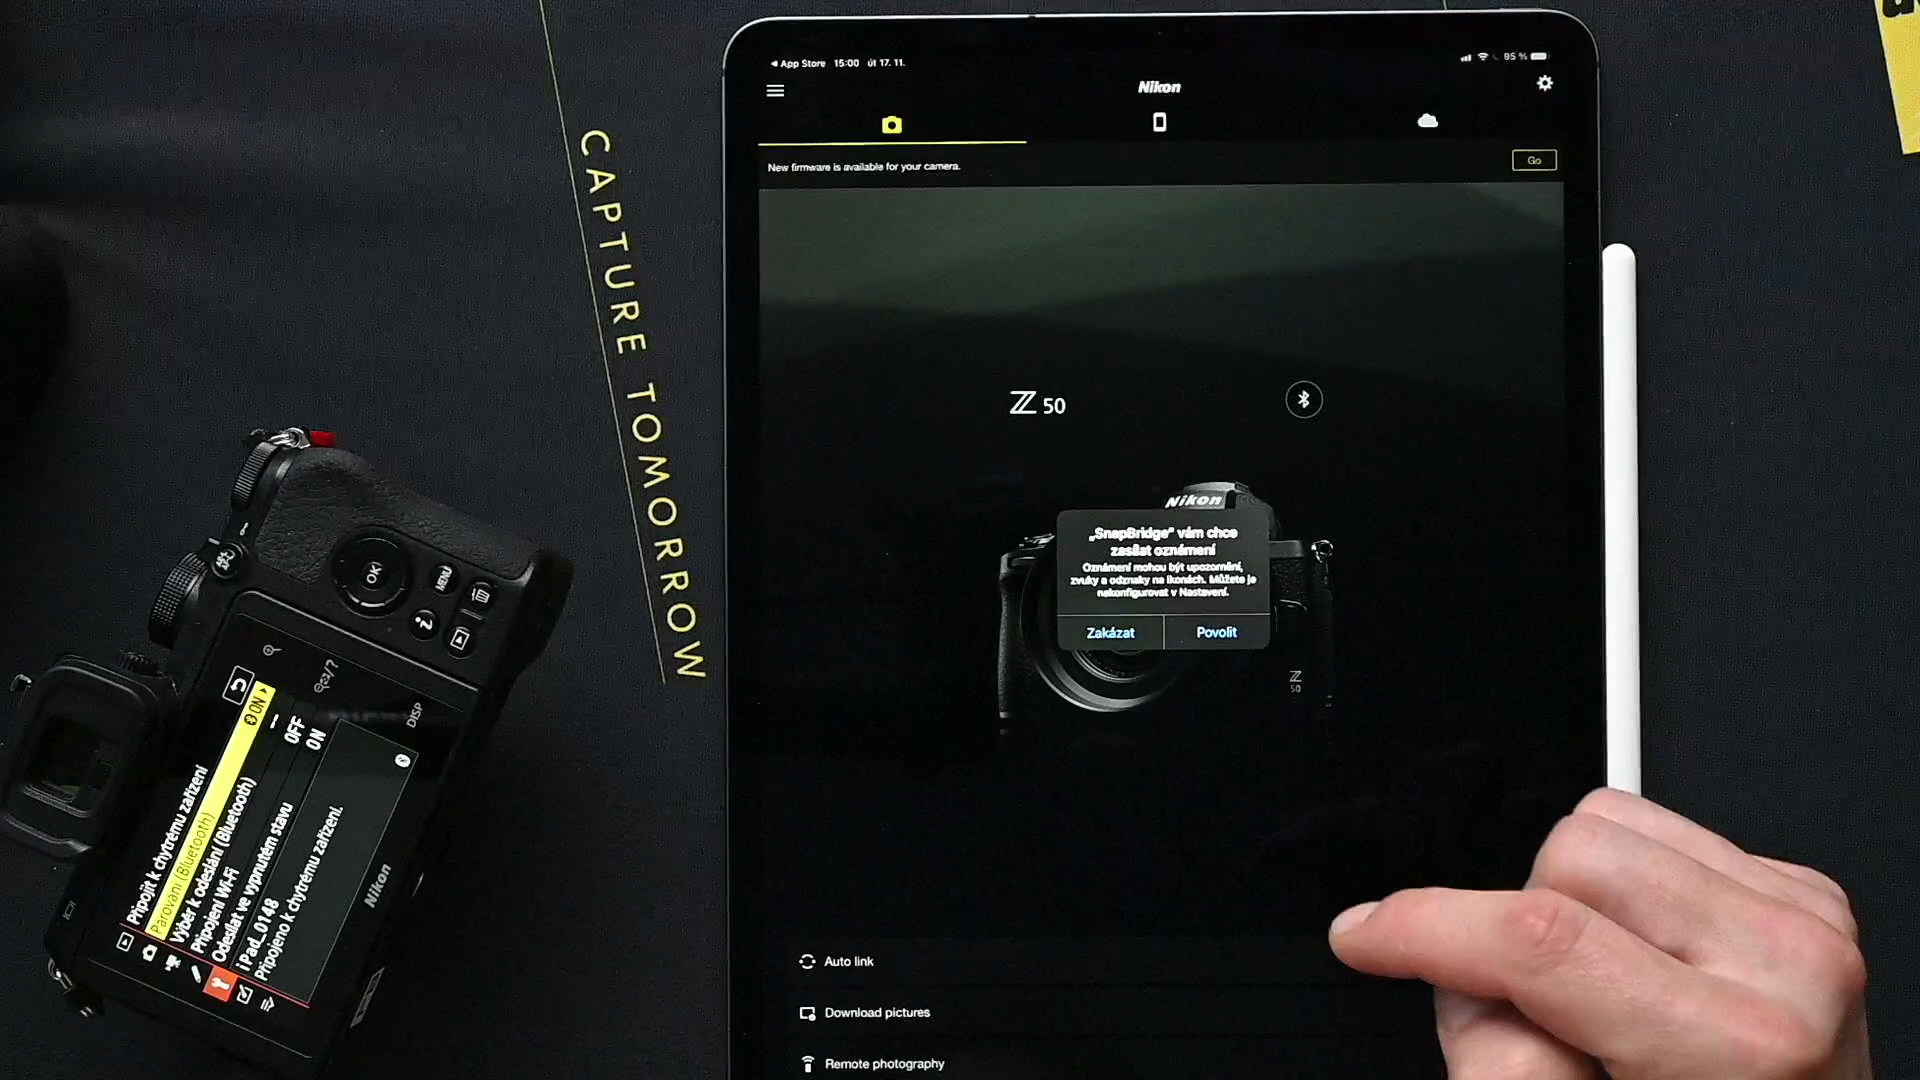 App Store 15:00 út 17. 11.
95 %
Nikon
New firmware is available for your camera.
Go
Z 50
Nikon
„SnapBridge“ vám chce
zasílat oznámení
Oznámení mohou být upozornění,
zvuky a odznaky na ikonách. Můžete je
nakonfigurovat v Nastavení.
Zakázat
Povolit
Z
50
Auto link
Download pictures
Remote photography
CAPTURE TOMORROW
OK
MENU
i
DISP
Připojit k chytrému zařízení
Párování (Bluetooth) ON
Výběr k odeslání (Bluetooth) --
Připojení Wi-Fi
Odesílat ve vypnutém stavu OFF
ON
iPad_0148
Připojeno k chytrému zařízení.
Nikon